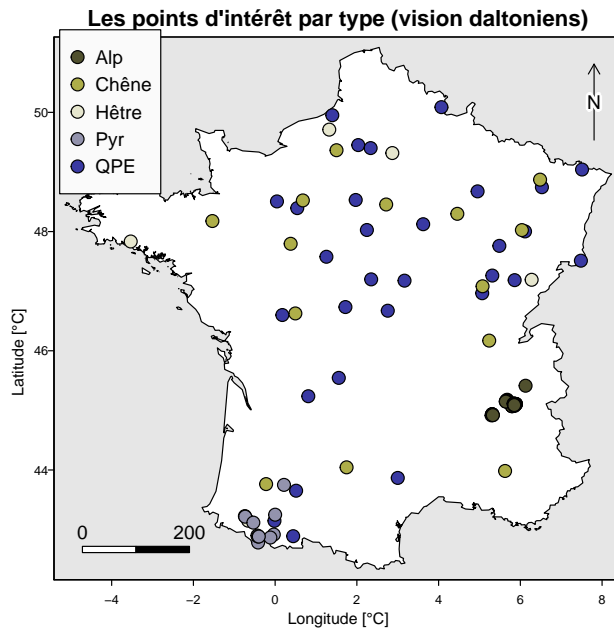 Les points d'intérêt par type (vision daltoniens)
Alp
Chêne
Hêtre
Pyr
QPE
N
50
48
46
44
Latitude [°C]
0 200
−4 −2 0 2 4 6 8
Longitude [°C]